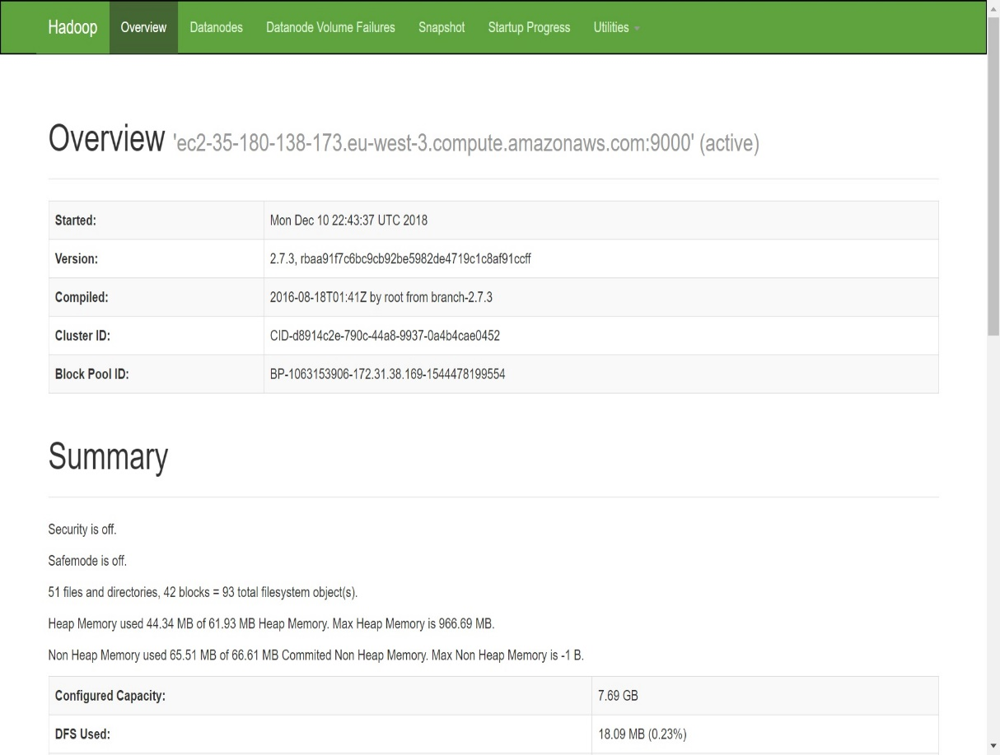 Hadoop Overview Datanodes Datanode Volume Failures Snapshot Startup Progress Utilities
Overview 'ec2-35-180-138-173.eu-west-3.compute.amazonaws.com:9000' (active)
Started: Mon Dec 10 22:43:37 UTC 2018
Version: 2.7.3, rbaa91f7c6bc9cb92be5982de4719c1c8af91ccff
Compiled: 2016-08-18T01:41Z by root from branch-2.7.3
Cluster ID: CID-d8914c2e-790c-44a8-9937-0a4b4cae0452
Block Pool ID: BP-1063153906-172.31.38.169-1544478199554
Summary
Security is off.
Safemode is off.
51 files and directories, 42 blocks = 93 total filesystem object(s).
Heap Memory used 44.34 MB of 61.93 MB Heap Memory. Max Heap Memory is 966.69 MB.
Non Heap Memory used 65.51 MB of 66.61 MB Commited Non Heap Memory. Max Non Heap Memory is -1 B.
Configured Capacity: 7.69 GB
DFS Used: 18.09 MB (0.23%)